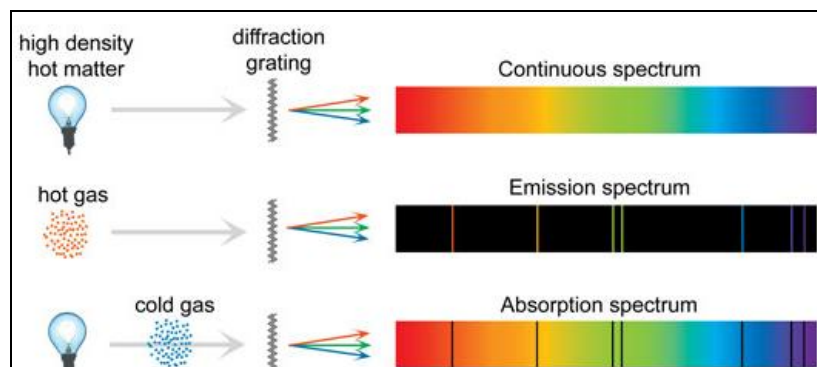 high density
hot matter
diffraction
grating
Continuous spectrum
hot gas
Emission spectrum
cold gas
Absorption spectrum